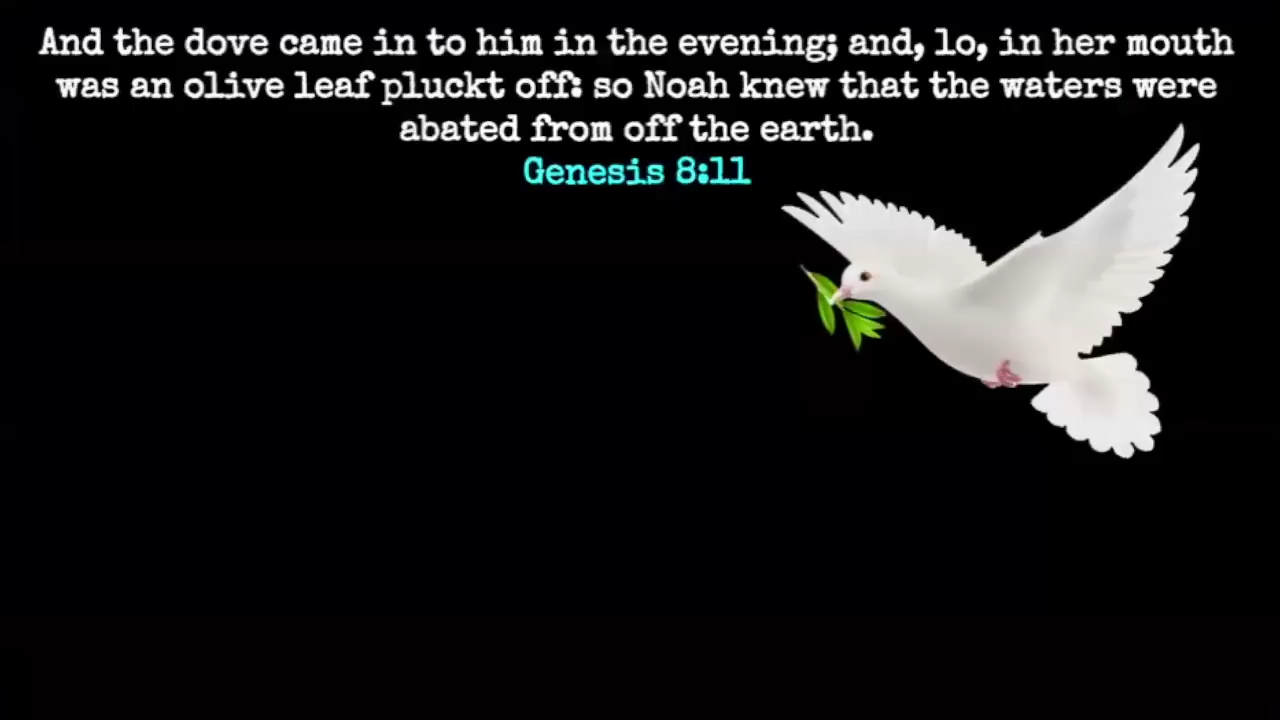 And the dove came in to him in the evening; and, lo, in her mouth
was an olive leaf pluckt off: so Noah knew that the waters were
abated from off the earth.
Genesis 8:11